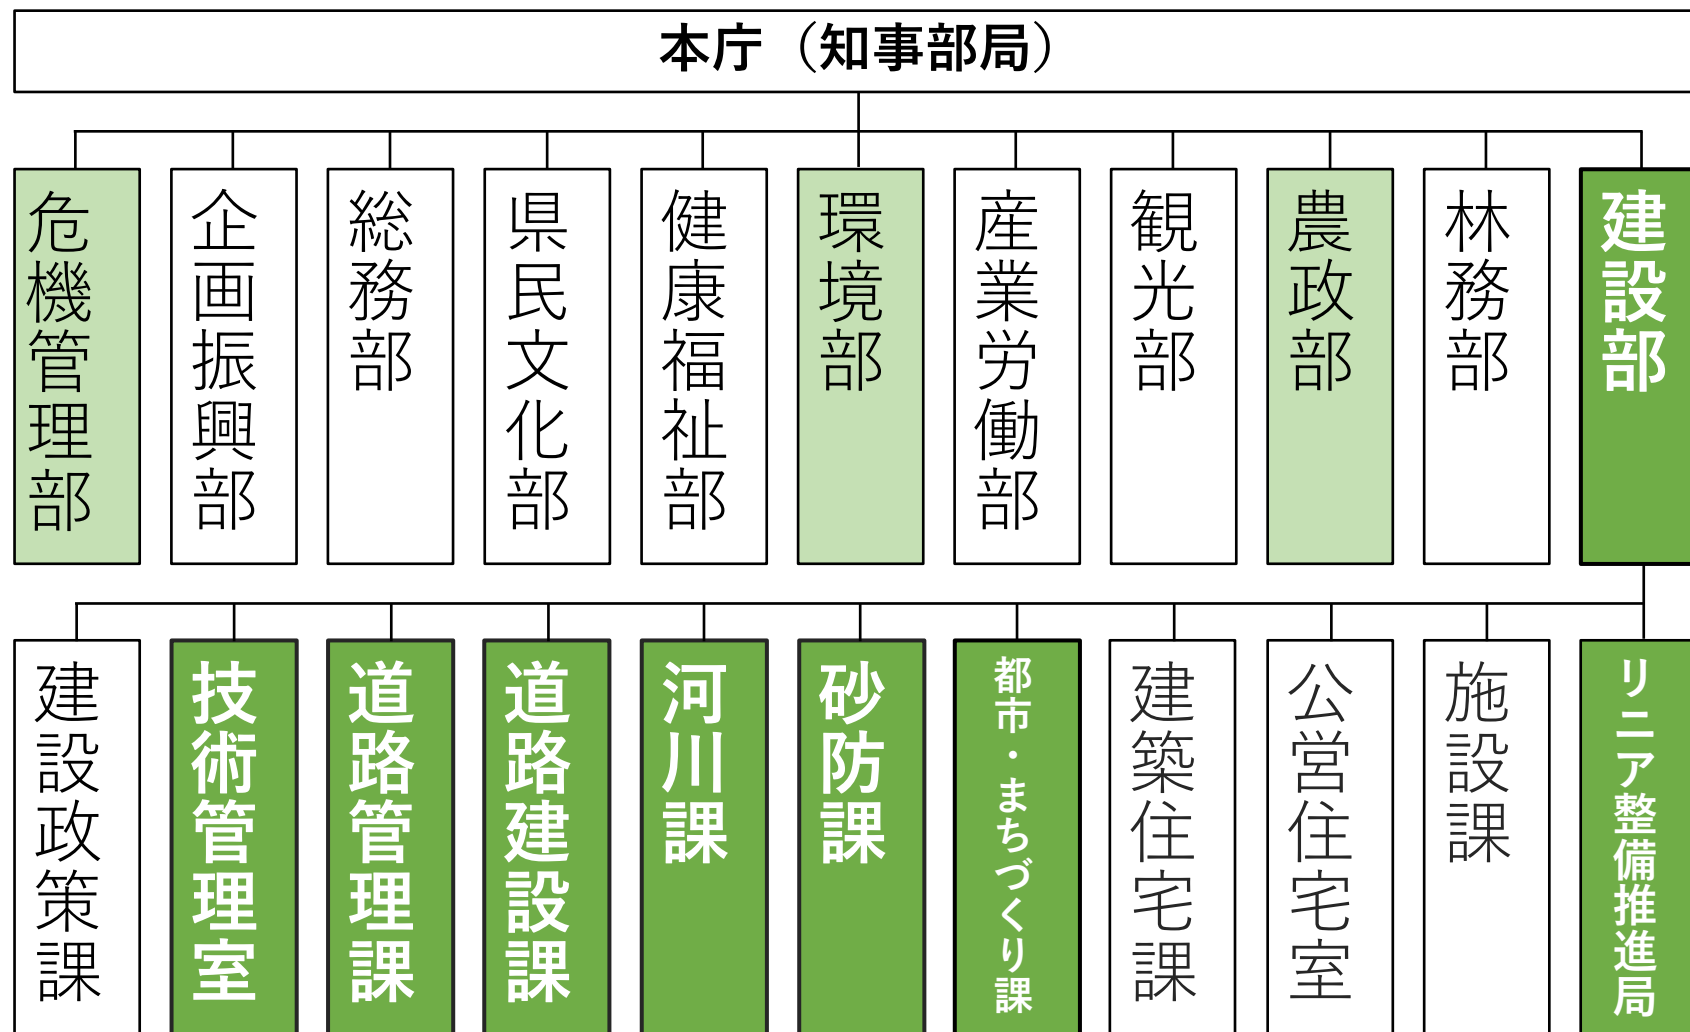 本庁（知事部局）
危機管理部
企画振興部
総務部
県民文化部
健康福祉部
環境部
産業労働部
観光部
農政部
林務部
建設部
建設政策課
技術管理室
道路管理課
道路建設課
河川課
砂防課
都市・まちづくり課
建築住宅課
公営住宅室
施設課
リニア整備推進局